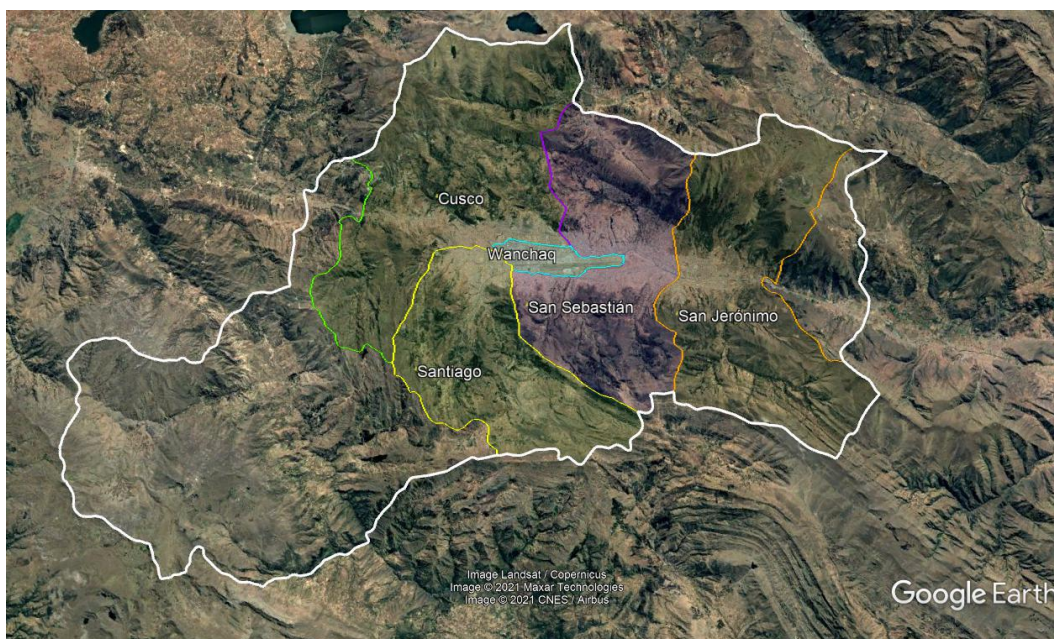 Cusco
Wanchaq
San Sebastián
San Jerónimo
Santiago
Image Landsat / Copernicus
Image © 2021 Maxar Technologies
Image © 2021 CNES / Airbus
Google Earth